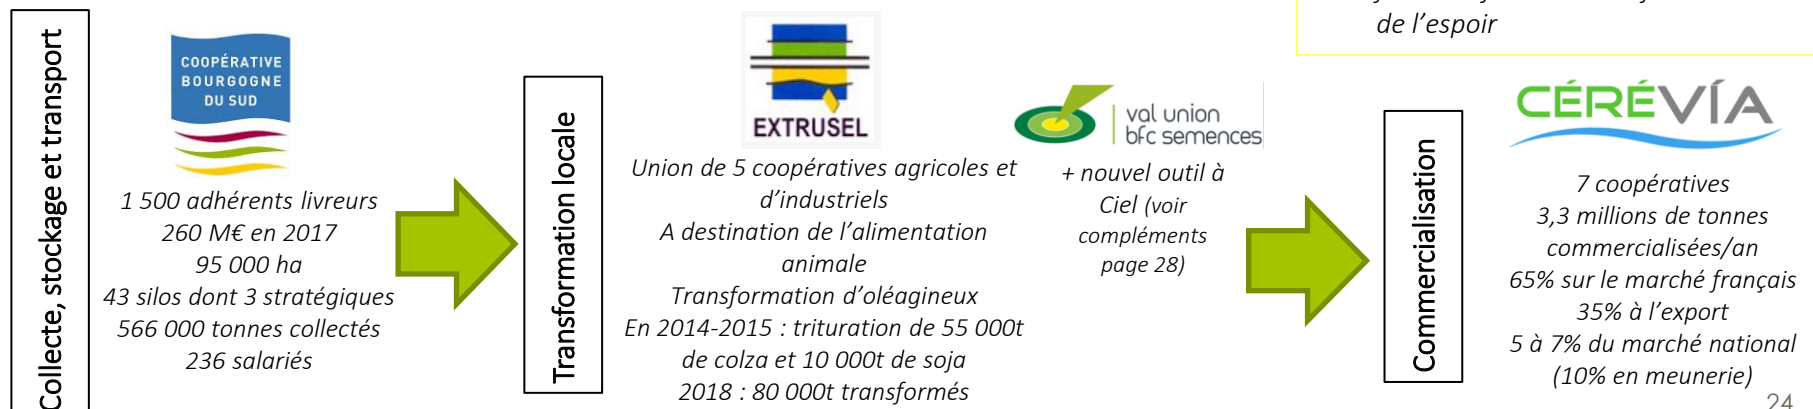 de l'espoir
Collecte, stockage et transport
COOPÉRATIVE
BOURGOGNE
DU SUD
1 500 adhérents livreurs
260 M€ en 2017
95 000 ha
43 silos dont 3 stratégiques
566 000 tonnes collectés
236 salariés
Transformation locale
EXTRUSEL
Union de 5 coopératives agricoles et
d'industriels
A destination de l'alimentation
animale
Transformation d'oléagineux
En 2014-2015 : trituration de 55 000t
de colza et 10 000t de soja
2018 : 80 000t transformés
val union
bfc semences
+ nouvel outil à
Ciel (voir
compléments
page 28)
Commercialisation
CÉRÉVÍA
7 coopératives
3,3 millions de tonnes
commercialisées/an
65% sur le marché français
35% à l'export
5 à 7% du marché national
(10% en meunerie)
24